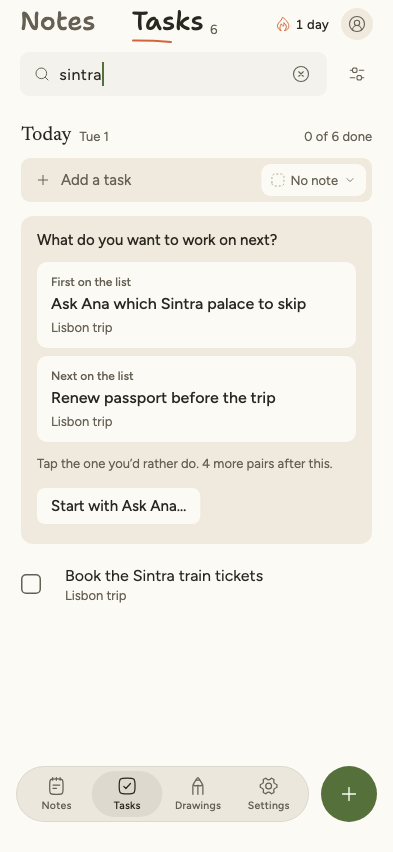 Notes
Tasks 6
1 day
sintra
Today Tue 1
0 of 6 done
Add a task
No note
What do you want to work on next?
First on the list
Ask Ana which Sintra palace to skip
Lisbon trip
Next on the list
Renew passport before the trip
Lisbon trip
Tap the one you’d rather do. 4 more pairs after this.
Start with Ask Ana...
Book the Sintra train tickets
Lisbon trip
Notes
Tasks
Drawings
Settings